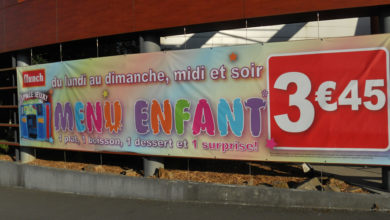 flunch
du lundi au dimanche, midi et soir
MENU ENFANT*
1 plat, 1 boisson, 1 dessert et 1 surprise!
3€45